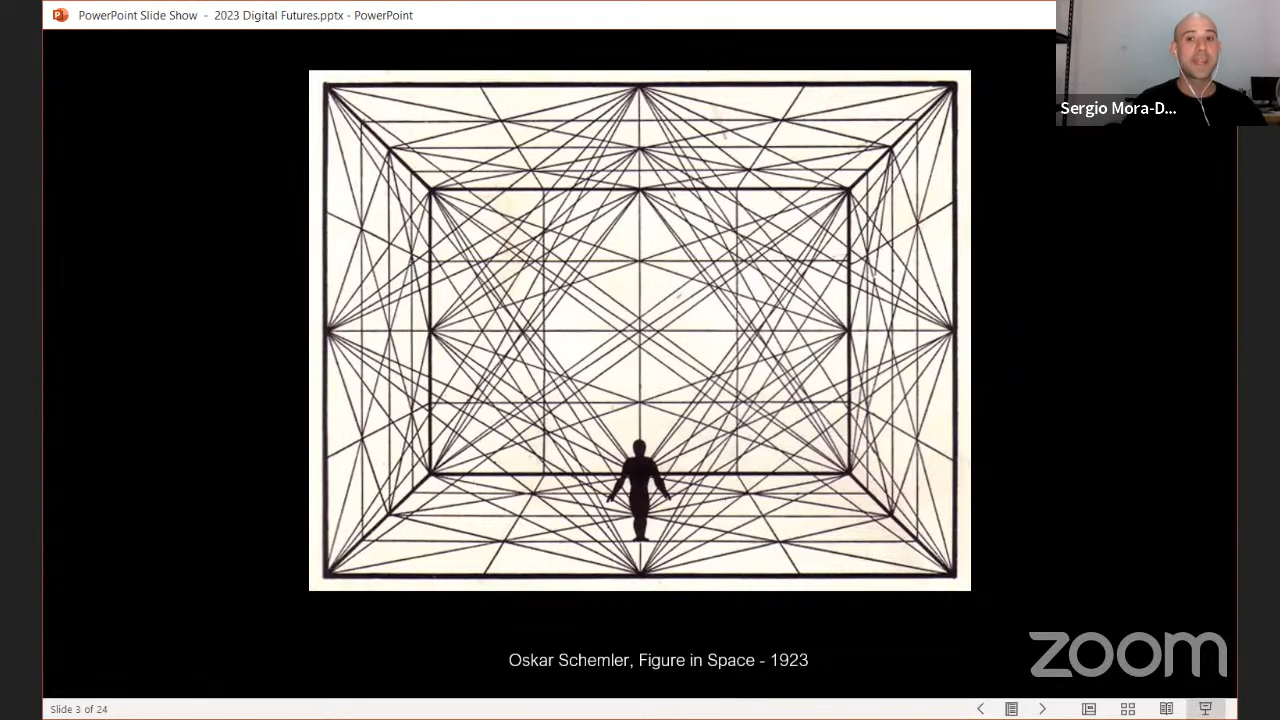 PowerPoint Slide Show - 2023 Digital Futures.pptx - PowerPoint
Sergio Mora-D...
Oskar Schemler, Figure in Space - 1923
zoom
Slide 3 of 24